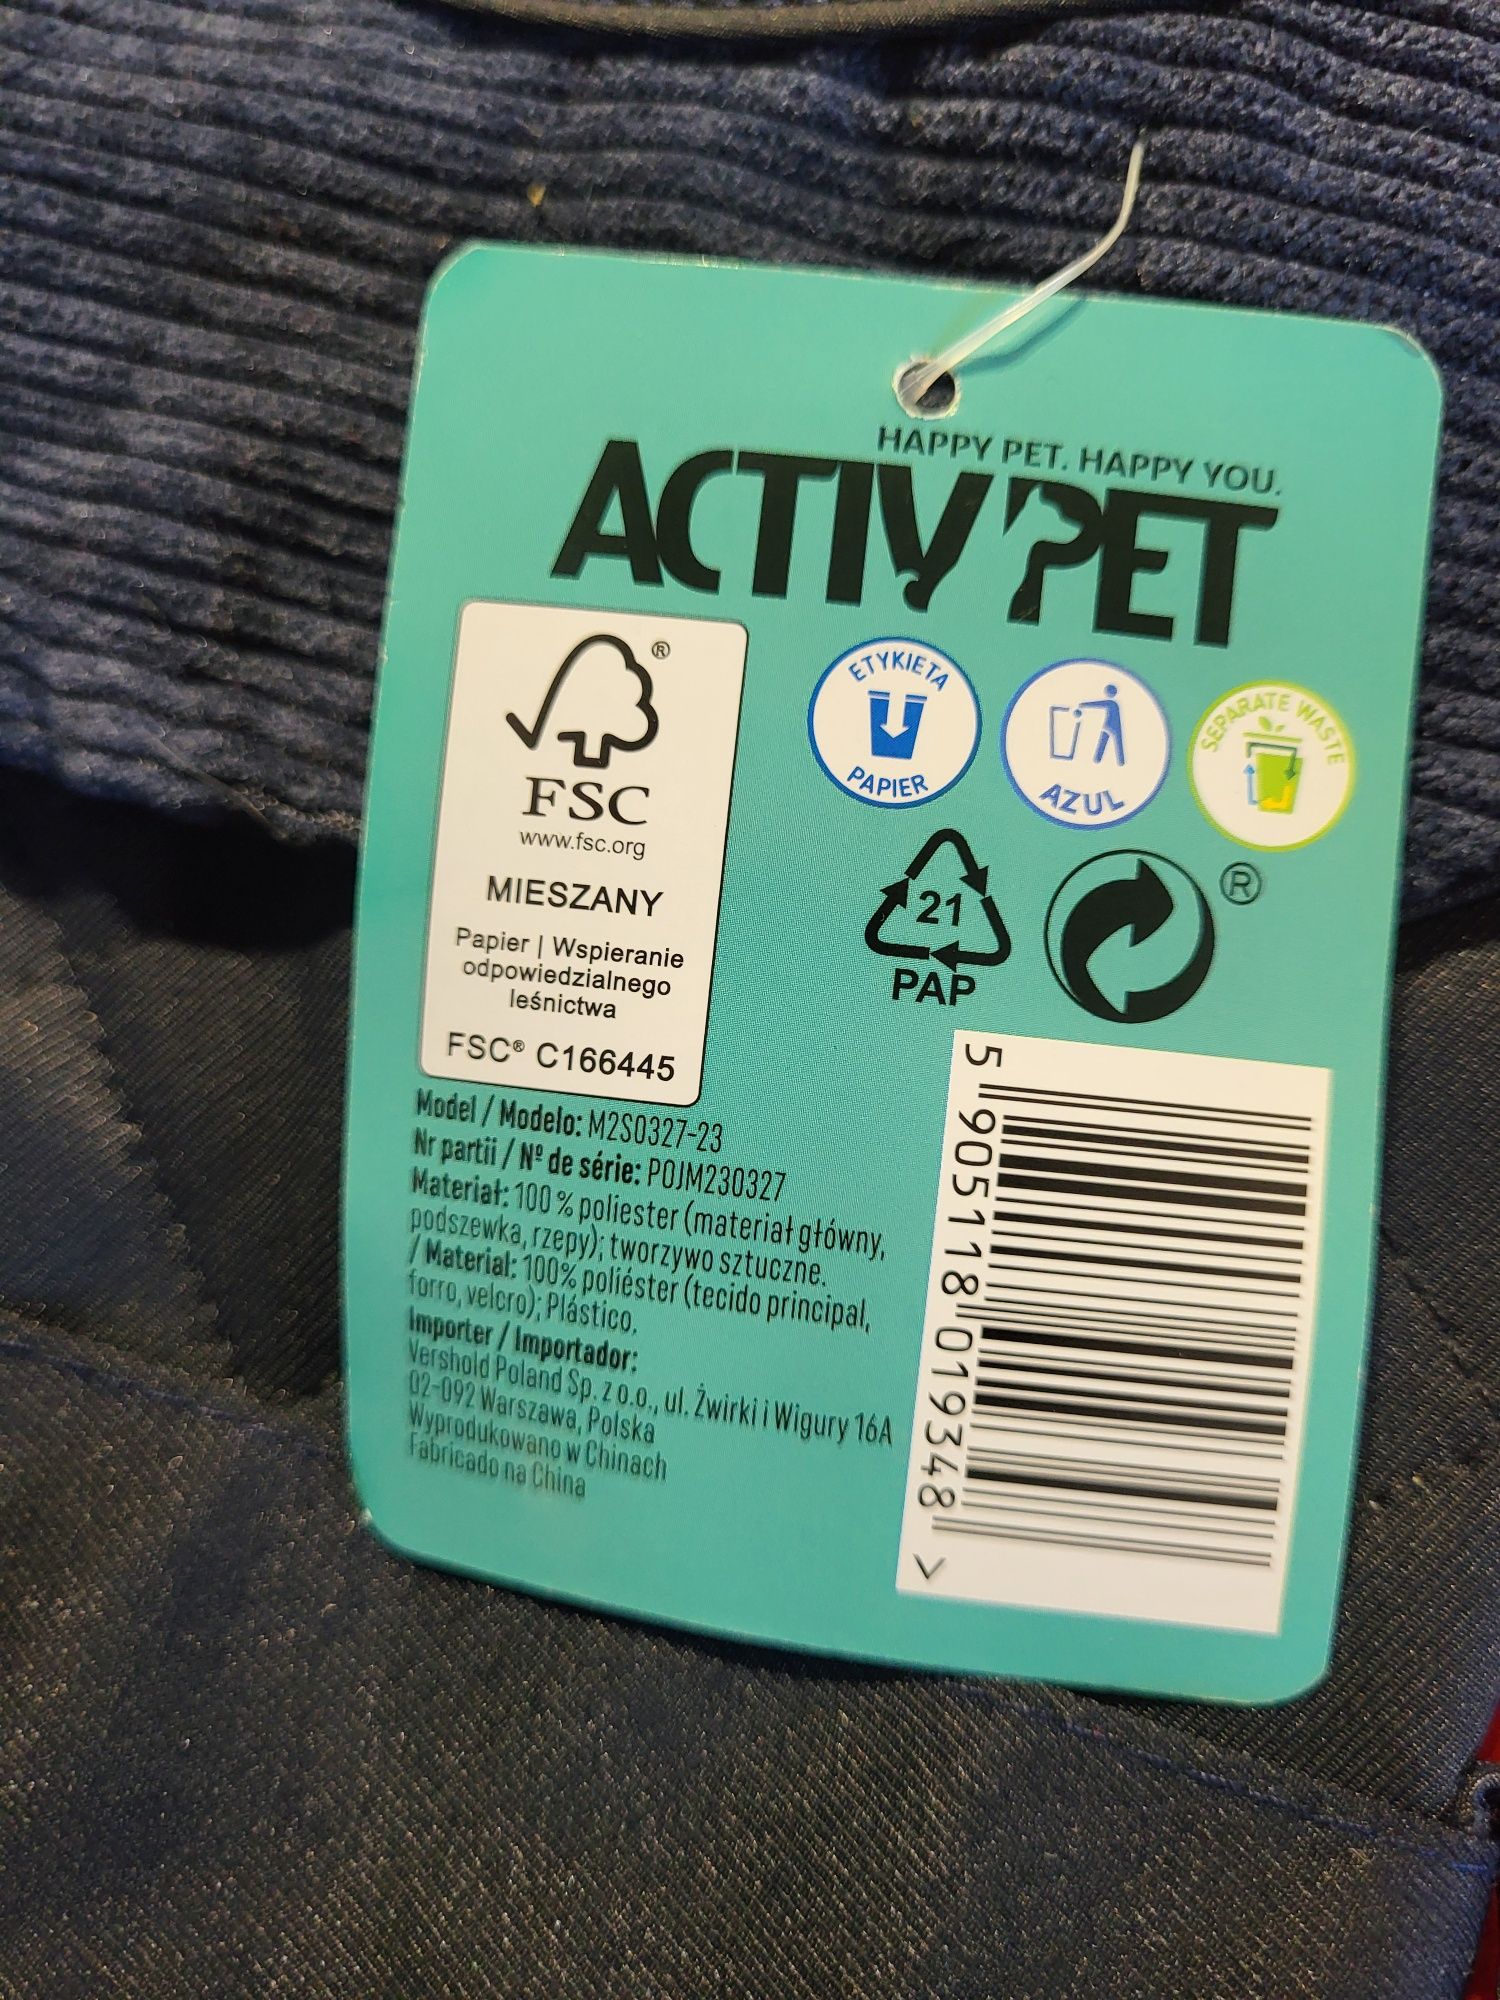 HAPPY PET. HAPPY YOU.
ACTIV PET
®
FSC
www.fsc.org
MIESZANY
Papier | Wspieranie
odpowiedzialnego
leśnictwa
FSC® C166445
ETYKIETA
PAPIER
AZUL
SEPARATE WASTE
21
PAP
®
Model / Modelo: M2S0327-23
Nr partii / Nº de série: POJM230327
Materiał: 100 % poliester (materiał główny,
podszewka, rzepy); tworzywo sztuczne.
/ Material: 100% poliéster (tecido principal,
forro, velcro); Plástico.
Importer / Importador:
Vershold Poland Sp. z o.o., ul. Żwirki i Wigury 16A
02-092 Warszawa, Polska
Wyprodukowano w Chinach
Fabricado na China
5 905118 019348 >